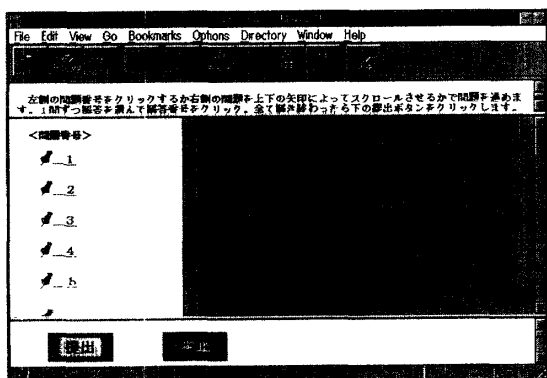 File Edit View Go Bookmarks Options Directory Window Help
左側の問題番号をクリックするか右側の問題を上下の矢印によってスクロールさせるかで問題を進めま
す。1問ずつ解答を選んで解答番号をクリック。全て解き終わったら下の提出ボタンをクリックします。
<問題番号>
1
2
3
4
5
提出
中止